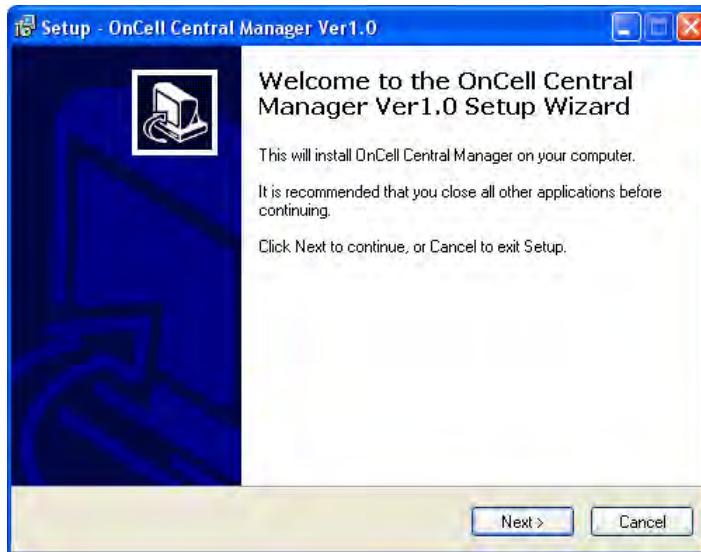 Setup - OnCell Central Manager Ver1.0
Welcome to the OnCell Central
Manager Ver1.0 Setup Wizard
This will install OnCell Central Manager on your computer.
It is recommended that you close all other applications before
continuing.
Click Next to continue, or Cancel to exit Setup.
Next >
Cancel